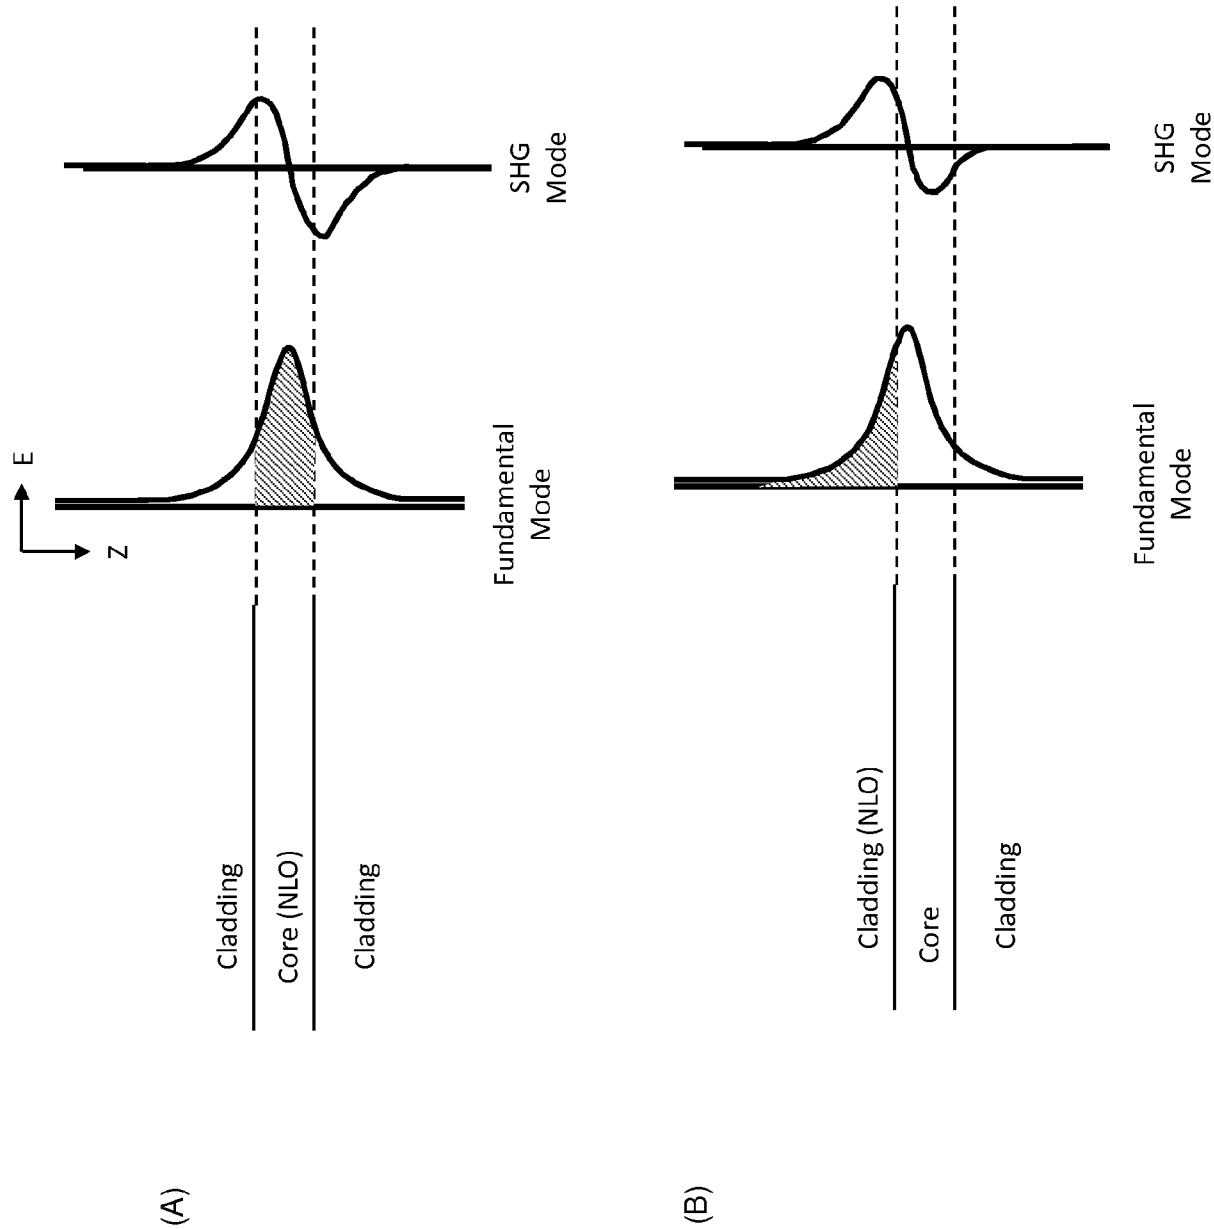 (A)
Cladding
Core (NLO)
Cladding
Z
E
Fundamental
Mode
SHG
Mode
(B)
Cladding (NLO)
Core
Cladding
Fundamental
Mode
SHG
Mode